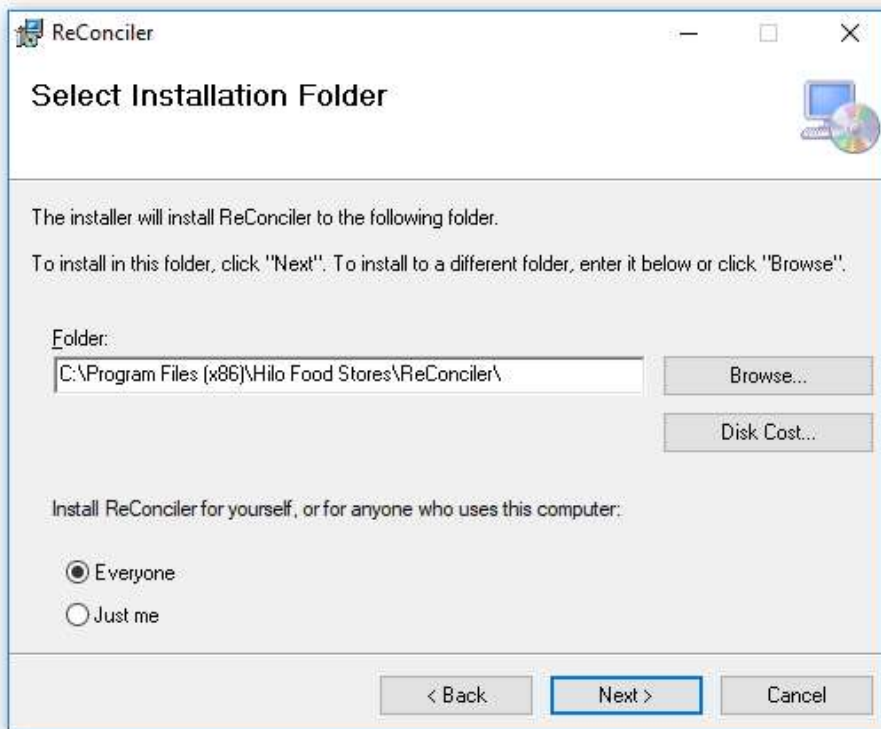 ReConciler
Select Installation Folder
The installer will install ReConciler to the following folder.
To install in this folder, click "Next". To install to a different folder, enter it below or click "Browse".
Folder:
C:\Program Files (x86)\Hilo Food Stores\ReConciler\
Browse...
Disk Cost...
Install ReConciler for yourself, or for anyone who uses this computer:
Everyone
Just me
< Back
Next >
Cancel